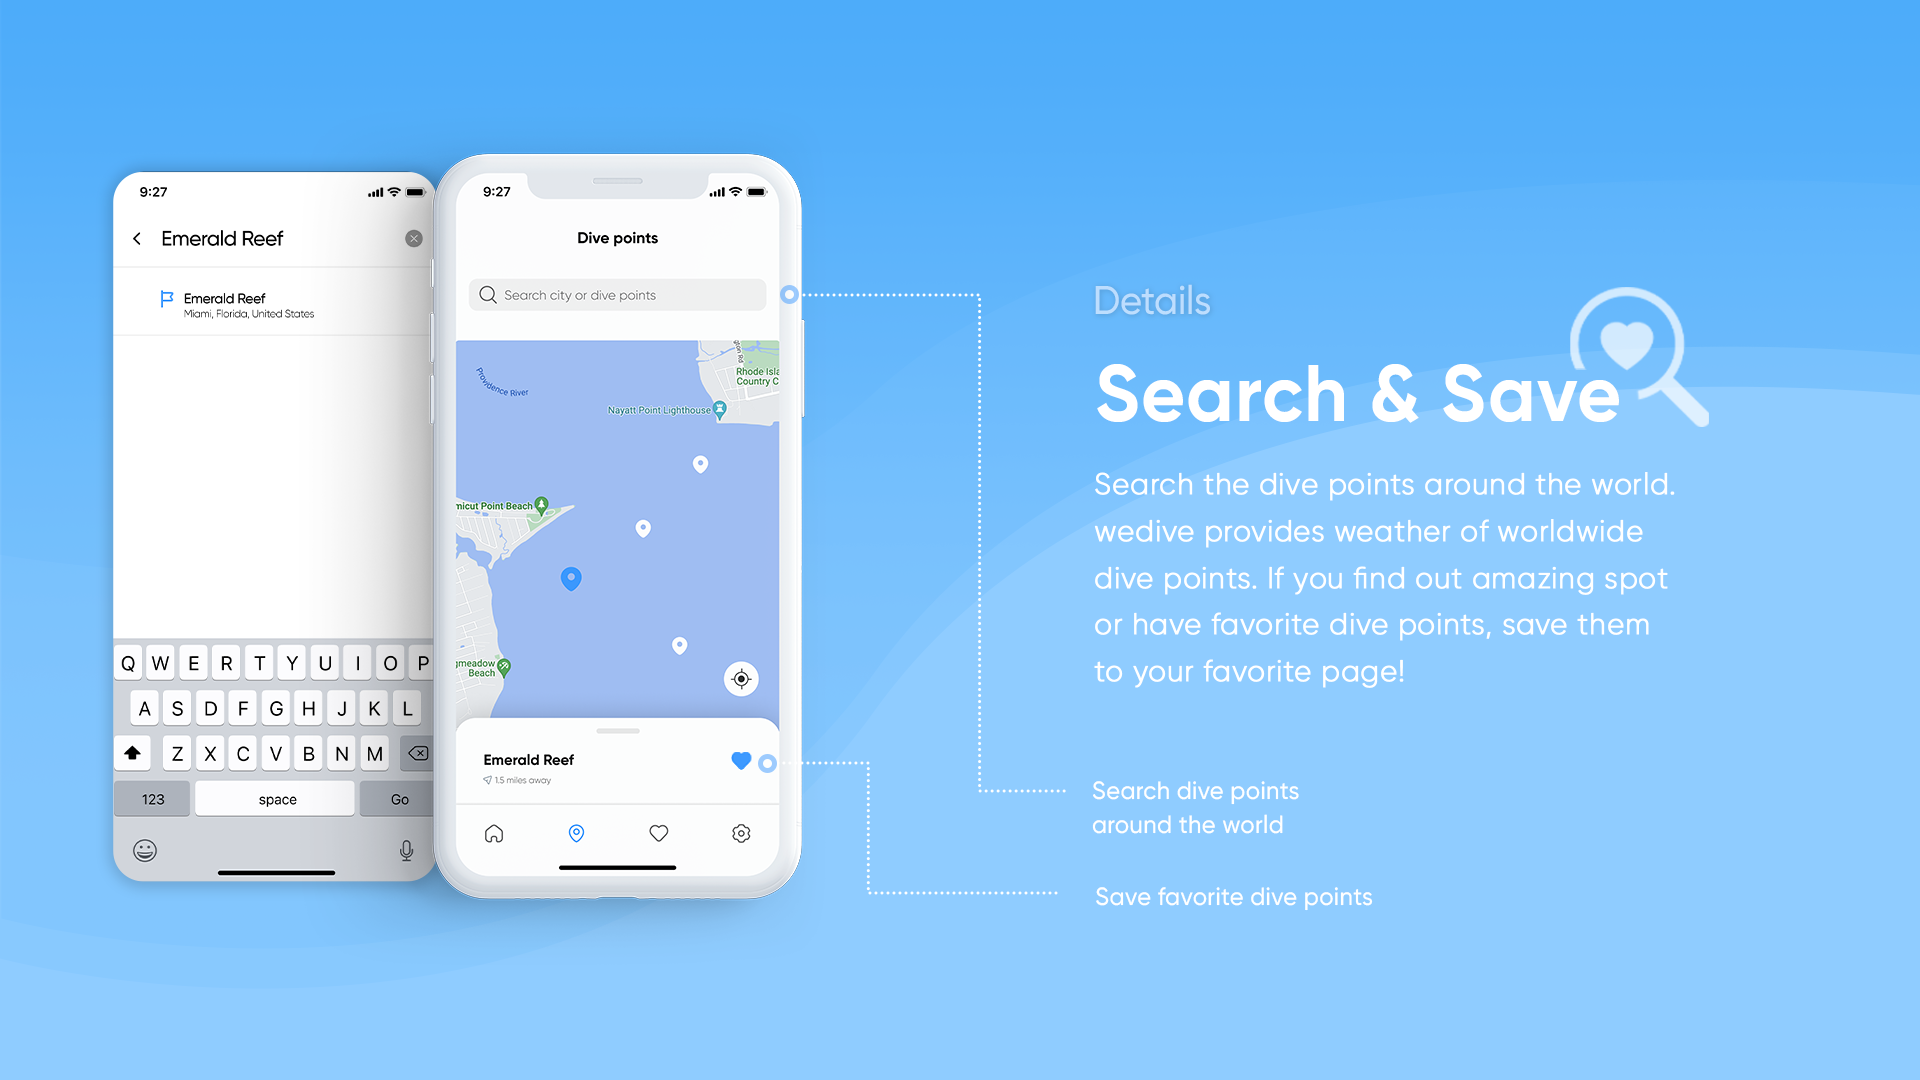 9:27
Emerald Reef
Emerald Reef
Miami, Florida, United States
Q W E R T Y U I O P
A S D F G H J K L
Z X C V B N M
123 space Go
9:27
Dive points
Search city or dive points
Providence River
Rhode Isla
Country C
Nayatt Point Lighthouse
micut Point Beach
gmeadow
Beach
Emerald Reef
1.5 miles away
Details
Search & Save
Search the dive points around the world.
wedive provides weather of worldwide
dive points. If you find out amazing spot
or have favorite dive points, save them
to your favorite page!
Search dive points
around the world
Save favorite dive points